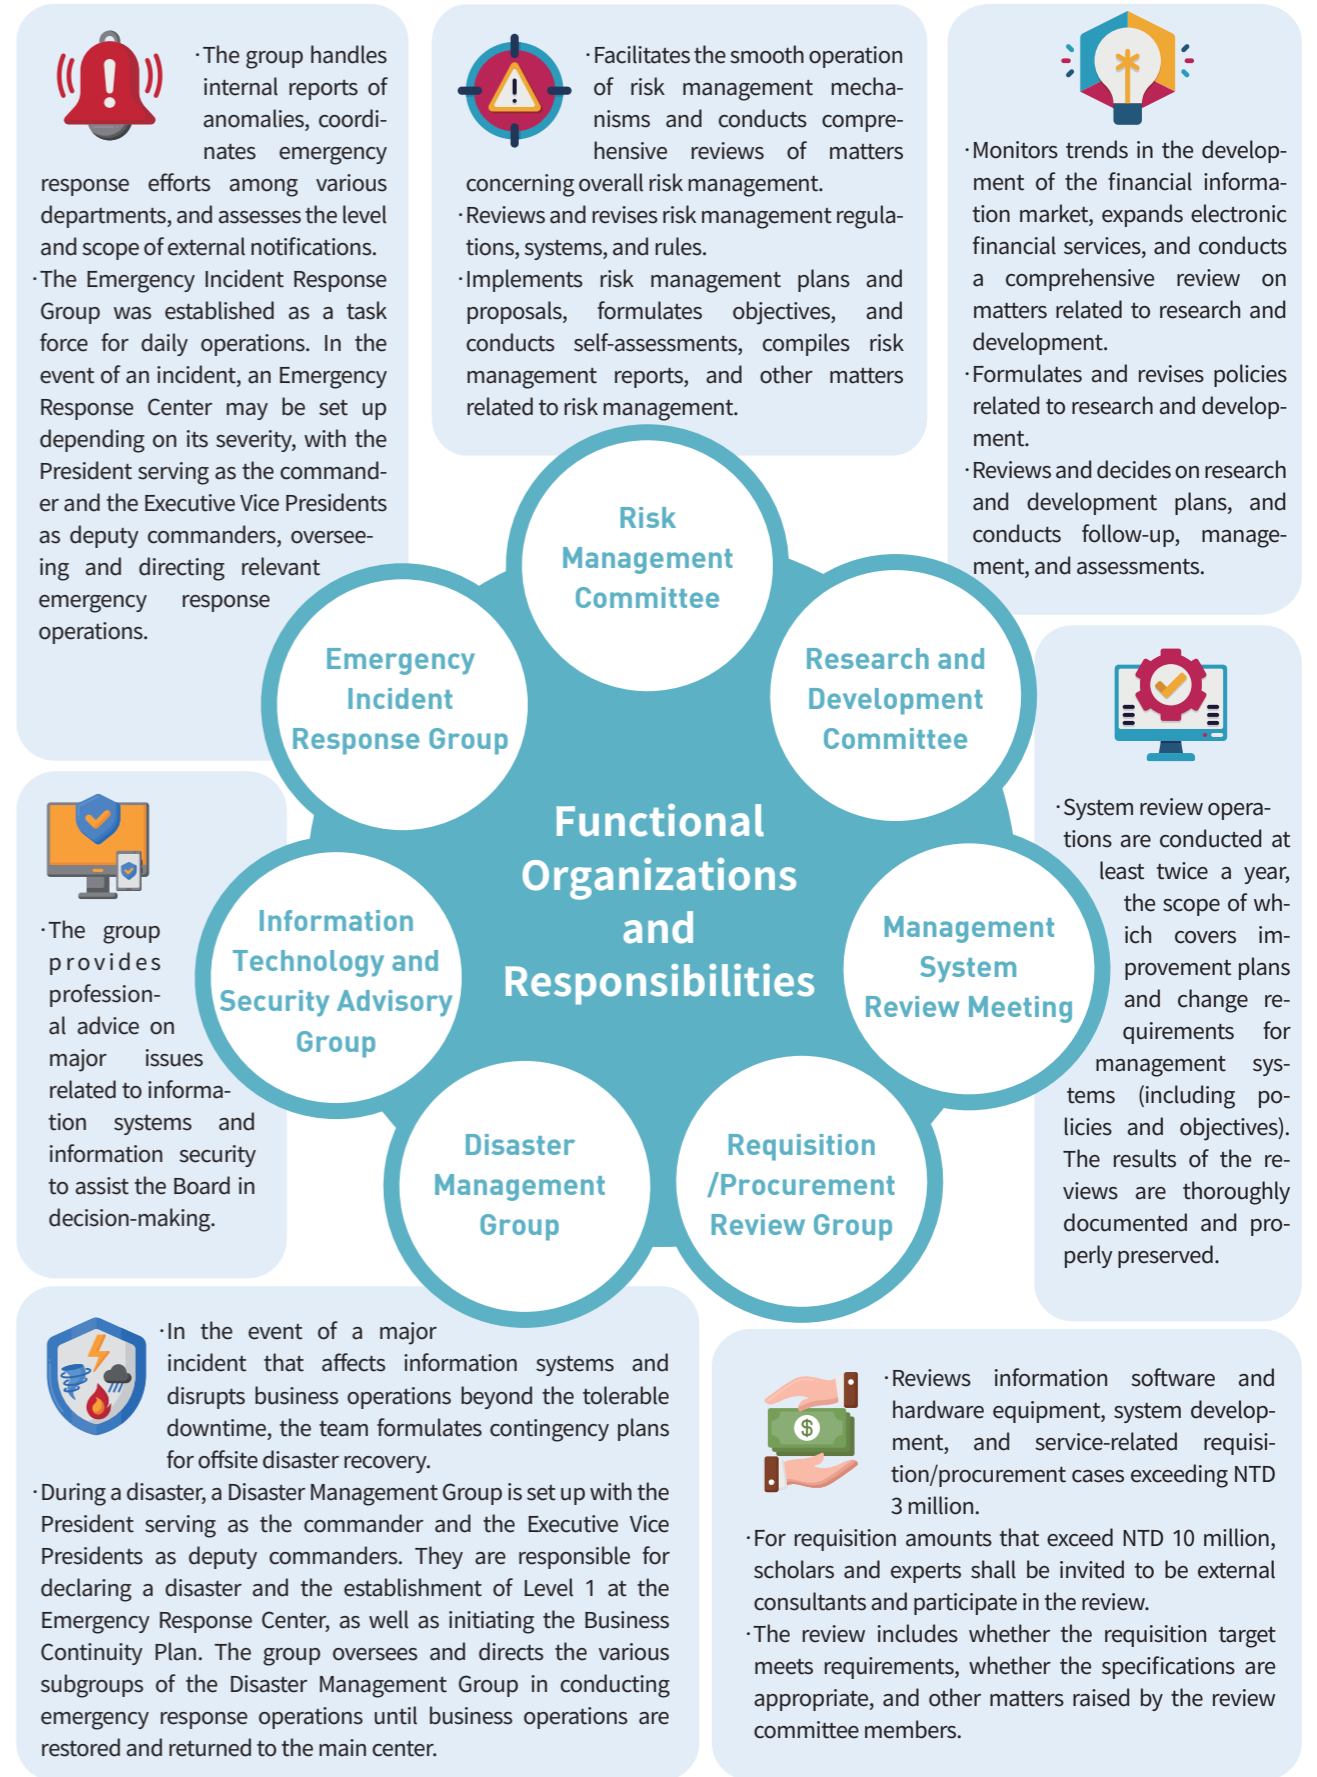 ·The group handles
internal reports of
anomalies, coordi-
nates emergency
response efforts among various
departments, and assesses the level
and scope of external notifications.
·The Emergency Incident Response
Group was established as a task
force for daily operations. In the
event of an incident, an Emergency
Response Center may be set up
depending on its severity, with the
President serving as the command-
er and the Executive Vice Presidents
as deputy commanders, oversee-
ing and directing relevant
emergency response
operations.
·Facilitates the smooth operation
of risk management mecha-
nisms and conducts compre-
hensive reviews of matters
concerning overall risk management.
·Reviews and revises risk management regula-
tions, systems, and rules.
·Implements risk management plans and
proposals, formulates objectives, and
conducts self-assessments, compiles risk
management reports, and other matters
related to risk management.
·Monitors trends in the develop-
ment of the financial informa-
tion market, expands electronic
financial services, and conducts
a comprehensive review on
matters related to research and
development.
·Formulates and revises policies
related to research and develop-
ment.
·Reviews and decides on research
and development plans, and
conducts follow-up, manage-
ment, and assessments.
Risk
Management
Committee
Emergency
Incident
Response Group
Research and
Development
Committee
Functional
Organizations
and
Responsibilities
Information
Technology and
Security Advisory
Group
Management
System
Review Meeting
Disaster
Management
Group
Requisition
/Procurement
Review Group
·The group
provides
profession-
al advice on
major issues
related to informa-
tion systems and
information security
to assist the Board in
decision-making.
·System review opera-
tions are conducted at
least twice a year,
the scope of wh-
ich covers im-
provement plans
and change re-
quirements for
management sys-
tems (including po-
licies and objectives).
The results of the re-
views are thoroughly
documented and pro-
perly preserved.
·In the event of a major
incident that affects information systems and
disrupts business operations beyond the tolerable
downtime, the team formulates contingency plans
for offsite disaster recovery.
·During a disaster, a Disaster Management Group is set up with the
President serving as the commander and the Executive Vice
Presidents as deputy commanders. They are responsible for
declaring a disaster and the establishment of Level 1 at the
Emergency Response Center, as well as initiating the Business
Continuity Plan. The group oversees and directs the various
subgroups of the Disaster Management Group in conducting
emergency response operations until business operations are
restored and returned to the main center.
$
·Reviews information software and
hardware equipment, system develop-
ment, and service-related requisi-
tion/procurement cases exceeding NTD
3 million.
·For requisition amounts that exceed NTD 10 million,
scholars and experts shall be invited to be external
consultants and participate in the review.
·The review includes whether the requisition target
meets requirements, whether the specifications are
appropriate, and other matters raised by the review
committee members.